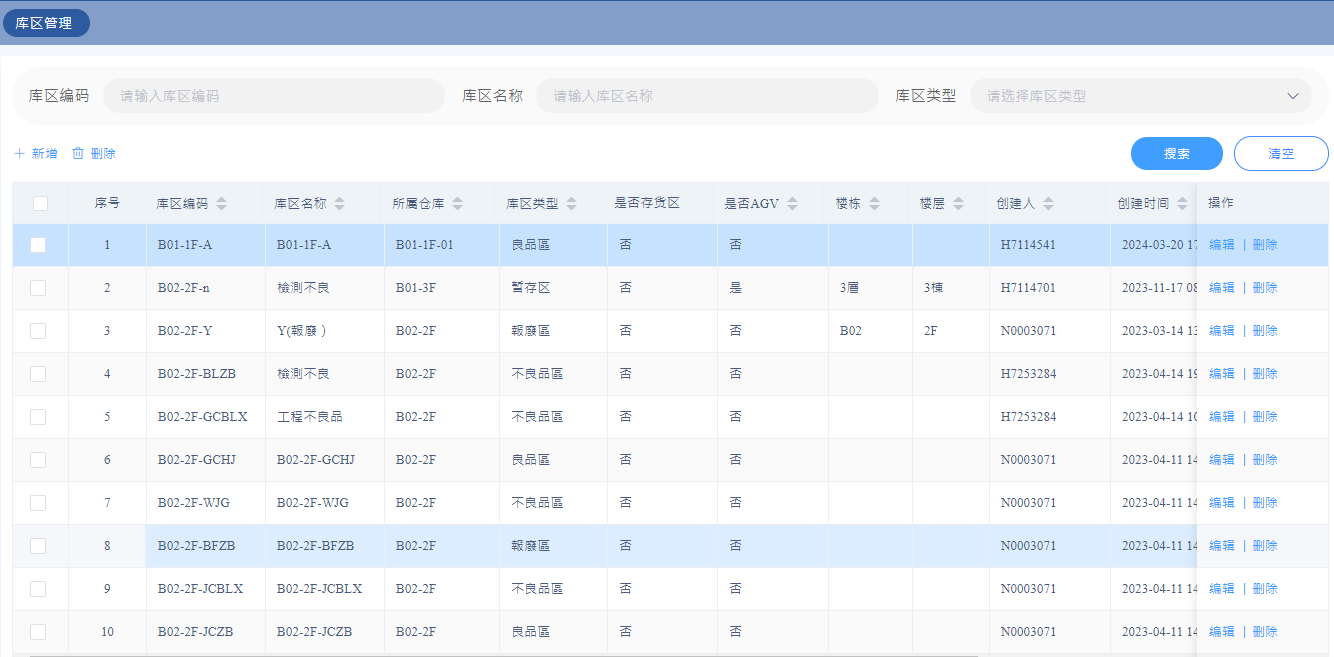 库区管理
库区编码 请输入库区编码 库区名称 请输入库区名称 库区类型 请选择库区类型
新增 删除 搜索 清空
序号 库区编码 库区名称 所属仓库 库区类型 是否存货区 是否AGV 楼栋 楼层 创建人 创建时间 操作
1 B01-1F-A B01-1F-A B01-1F-01 良品區 否 否 H7114541 2024-03-20 17 编辑 | 删除
2 B02-2F-n 檢測不良 B01-3F 暫存区 否 是 3層 3棟 H7114701 2023-11-17 08 编辑 | 删除
3 B02-2F-Y Y(報廢） B02-2F 報廢區 否 否 B02 2F N0003071 2023-03-14 13 编辑 | 删除
4 B02-2F-BLZB 檢測不良 B02-2F 不良品區 否 否 H7253284 2023-04-14 19 编辑 | 删除
5 B02-2F-GCBLX 工程不良品 B02-2F 不良品區 否 否 H7253284 2023-04-14 10 编辑 | 删除
6 B02-2F-GCHJ B02-2F-GCHJ B02-2F 良品區 否 否 N0003071 2023-04-11 14 编辑 | 删除
7 B02-2F-WJG B02-2F-WJG B02-2F 不良品區 否 否 N0003071 2023-04-11 14 编辑 | 删除
8 B02-2F-BFZB B02-2F-BFZB B02-2F 報廢區 否 否 N0003071 2023-04-11 14 编辑 | 删除
9 B02-2F-JCBLX B02-2F-JCBLX B02-2F 不良品區 否 否 N0003071 2023-04-11 14 编辑 | 删除
10 B02-2F-JCZB B02-2F-JCZB B02-2F 良品區 否 否 N0003071 2023-04-11 14 编辑 | 删除